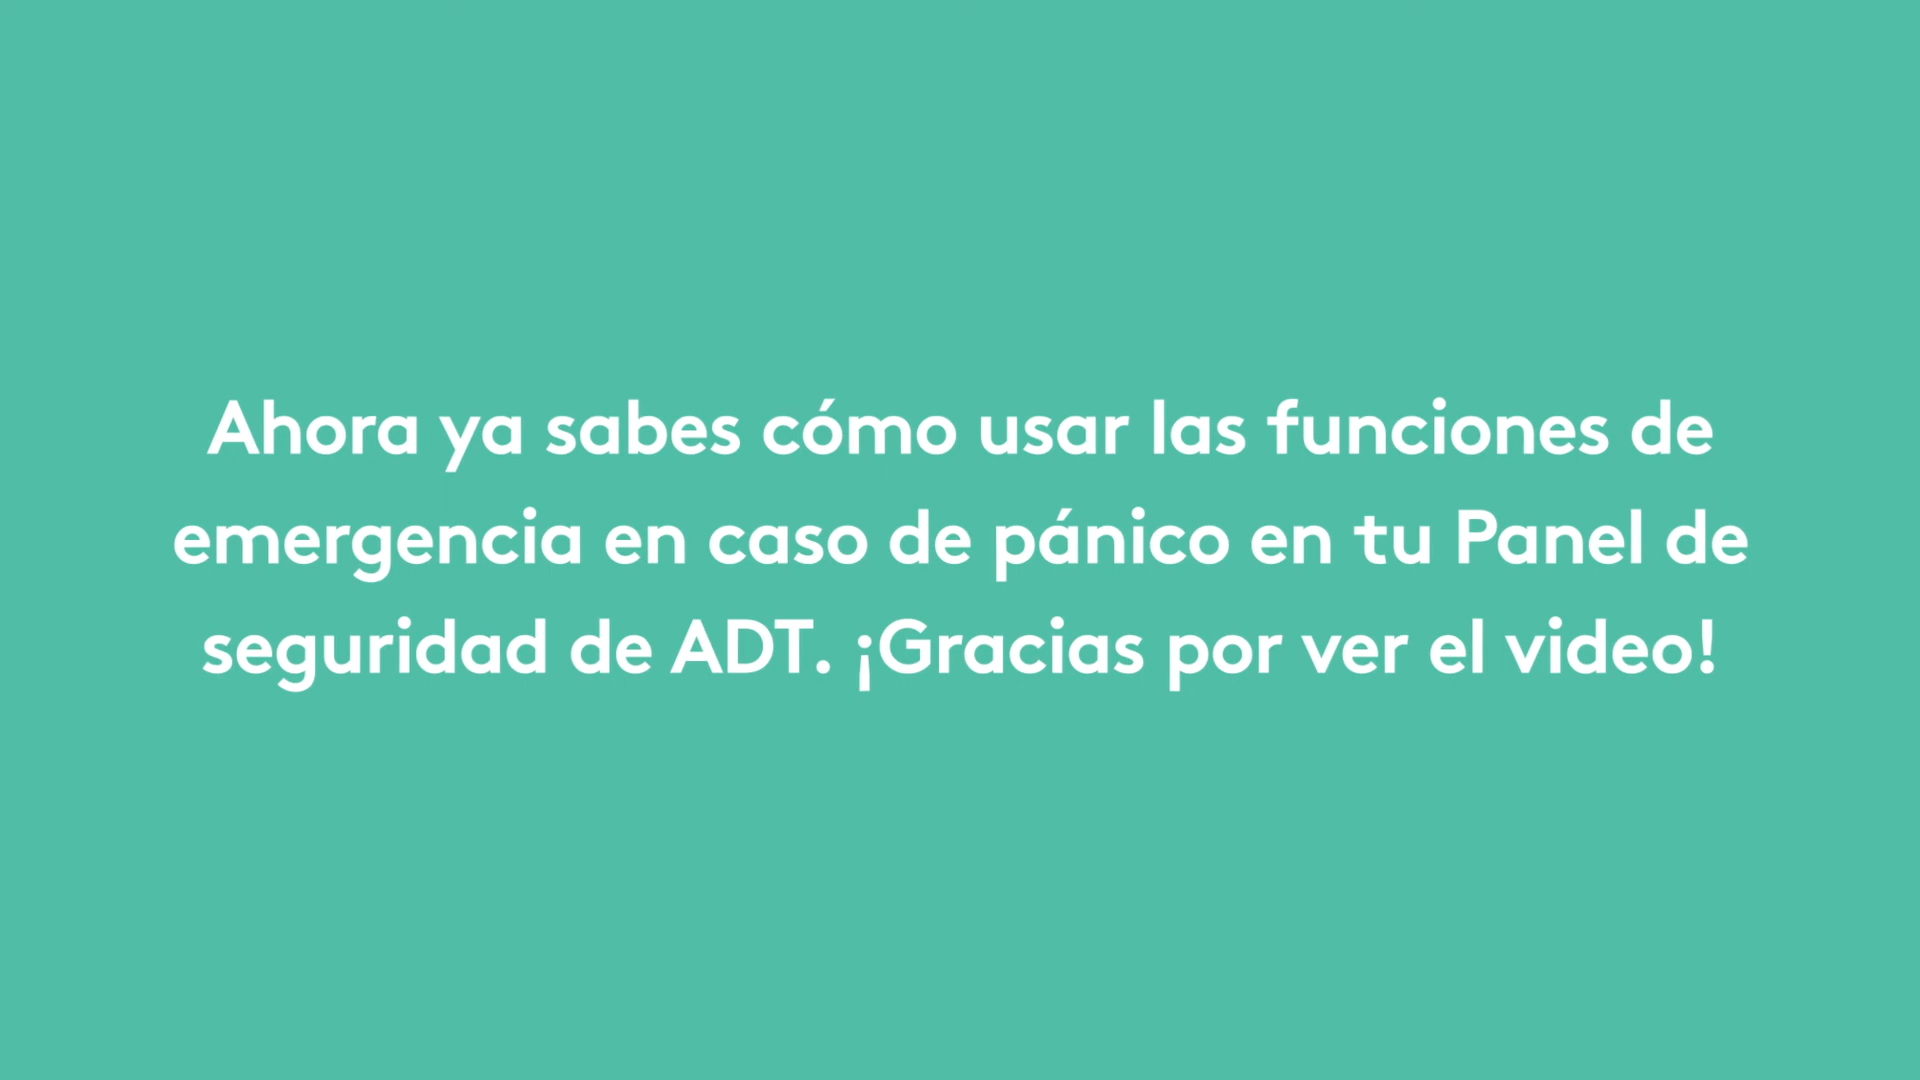 Ahora ya sabes cómo usar las funciones de
emergencia en caso de pánico en tu Panel de
seguridad de ADT. ¡Gracias por ver el video!